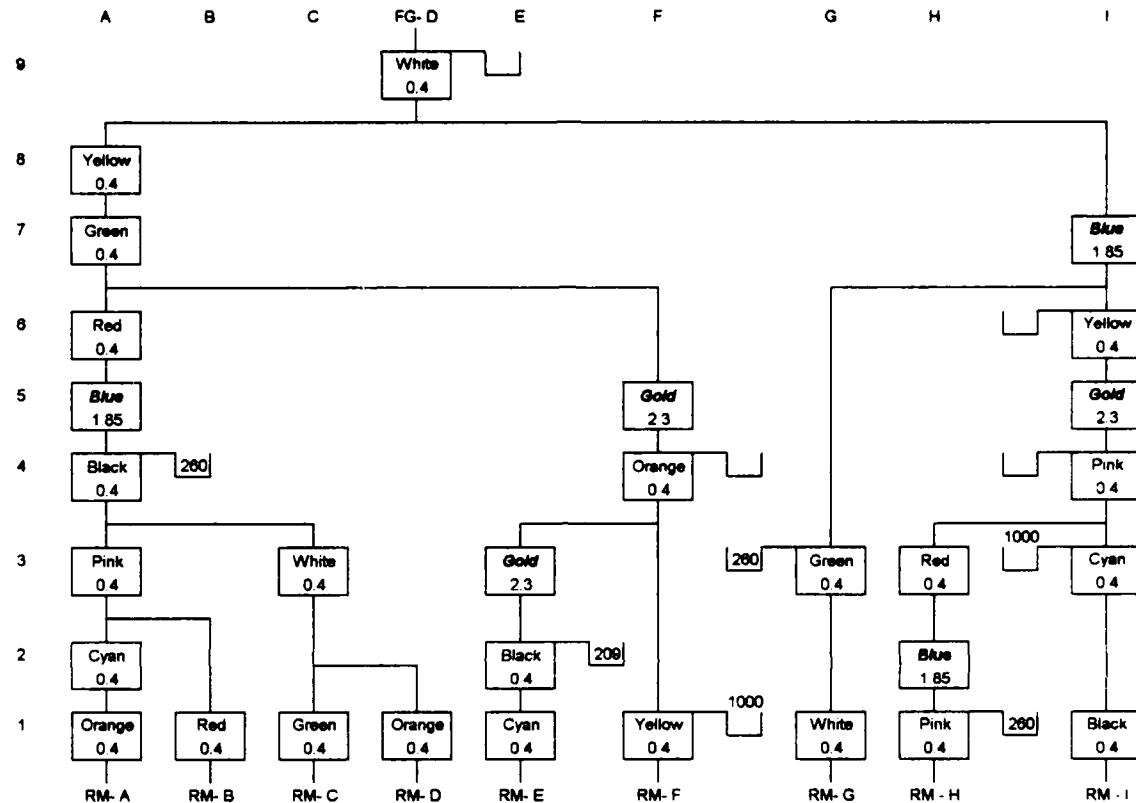 A B C FG- D E F G H I
9
White
0.4
8
Yellow
0.4
7
Green
0.4
Blue
1.85
6
Red
0.4
Yellow
0.4
5
Blue
1.85
Gold
2.3
Gold
2.3
4
Black
0.4
260
Orange
0.4
Pink
0.4
3
Pink
0.4
White
0.4
Gold
2.3
260
Green
0.4
Red
0.4
1000
Cyan
0.4
2
Cyan
0.4
Black
0.4
209
Blue
1.85
1
Orange
0.4
Red
0.4
Green
0.4
Orange
0.4
Cyan
0.4
Yellow
0.4
1000
White
0.4
Pink
0.4
260
Black
0.4
RM- A RM- B RM- C RM- D RM- E RM- F RM- G RM - H RM - I